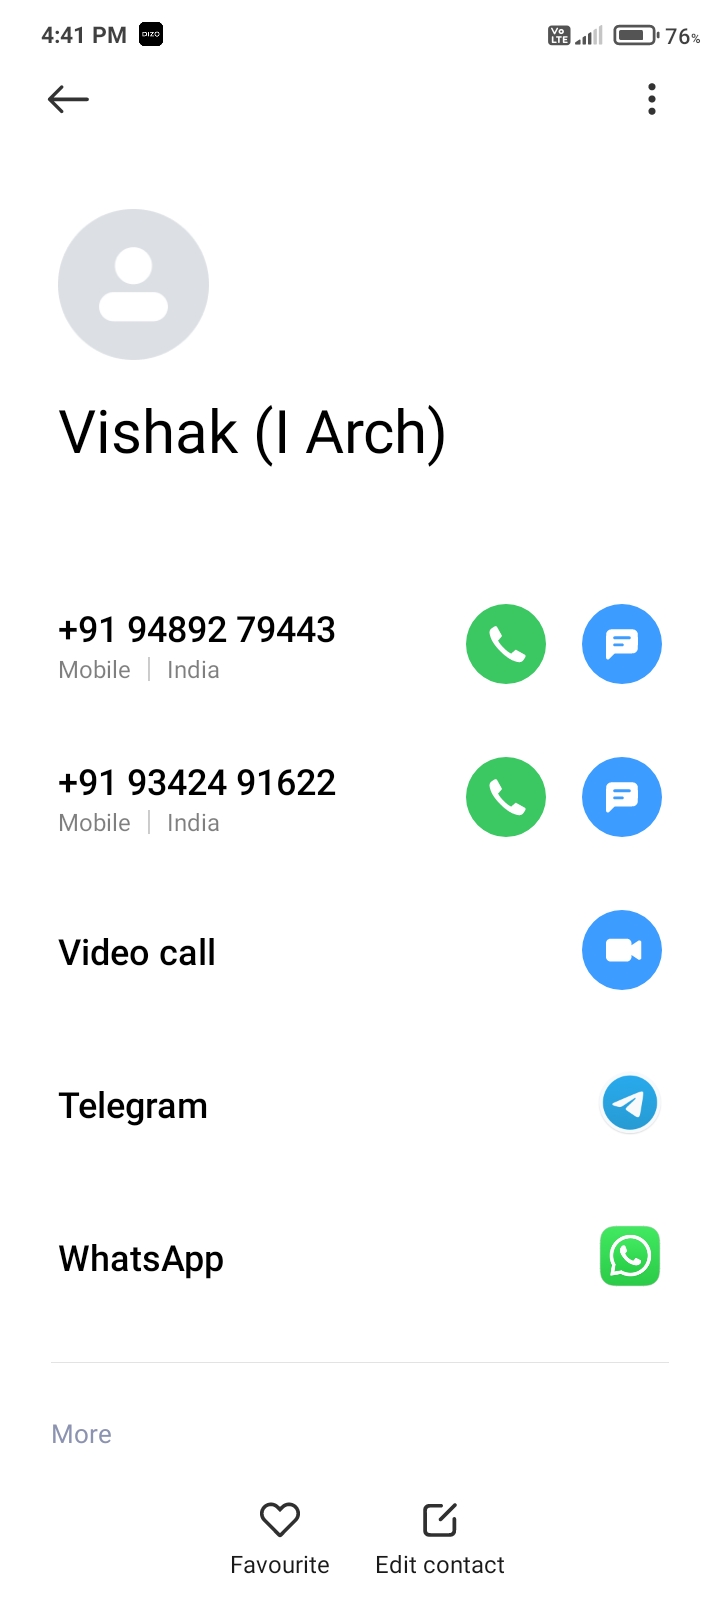 4:41 PM DIZO Vo LTE 76%
Vishak (I Arch)
+91 94892 79443
Mobile | India
+91 93424 91622
Mobile | India
Video call
Telegram
WhatsApp
More
Favourite Edit contact